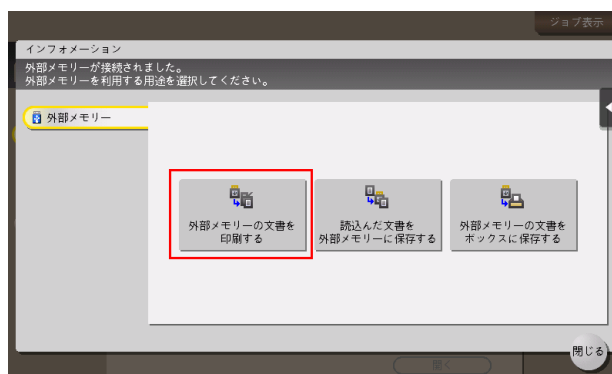 ジョブ表示
インフォメーション
外部メモリーが接続されました。
外部メモリーを利用する用途を選択してください。
外部メモリー
外部メモリーの文書を
印刷する
読込んだ文書を
外部メモリーに保存する
外部メモリーの文書を
ボックスに保存する
閉じる
開く